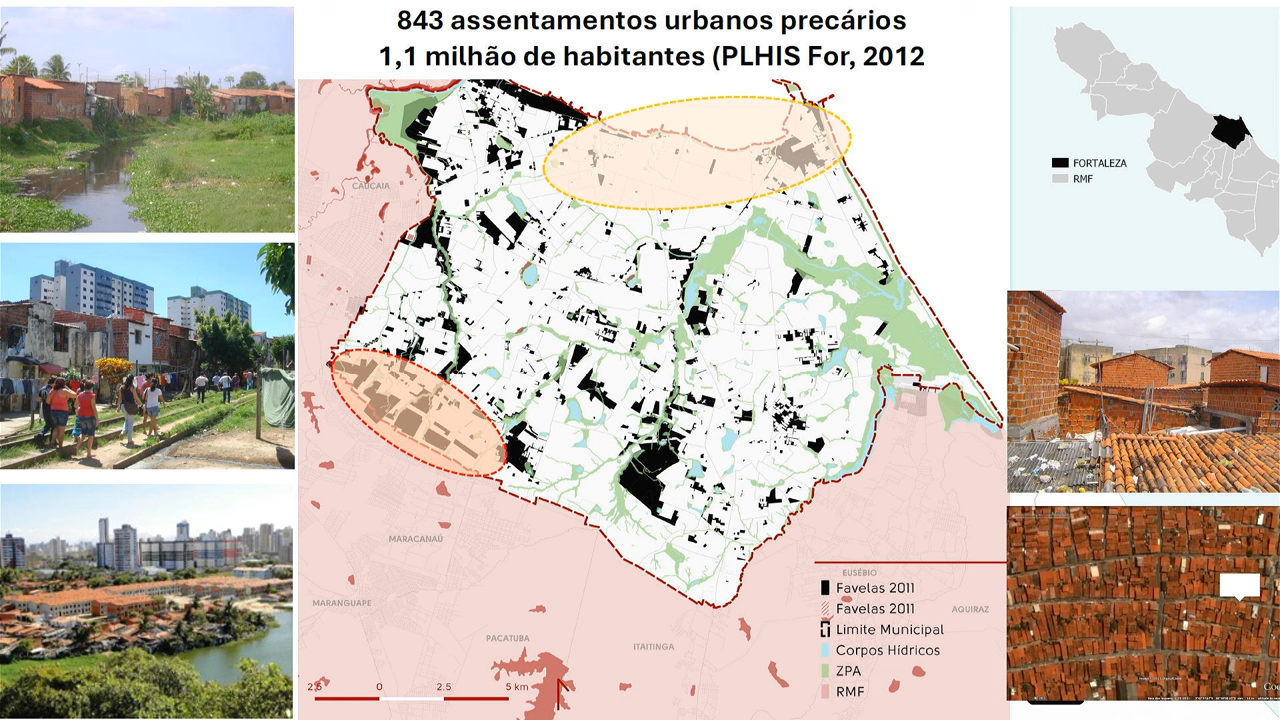 843 assentamentos urbanos precários
1,1 milhão de habitantes (PLHIS For, 2012
FORTALEZA
RMF
CAUCAIA
MARACANAÚ
MARANGUAPE
PACATUBA
ITAITINGA
EUSÉBIO
AQUIRAZ
Favelas 2011
Favelas 2011
Limite Municipal
Corpos Hídricos
ZPA
RMF
2,5 0 2.5 5 km